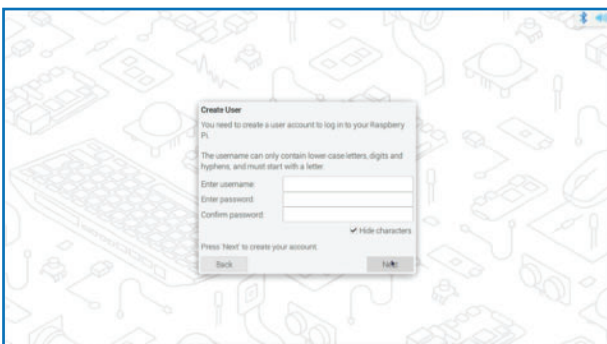 Create User
You need to create a user account to log in to your Raspberry
Pi.
The username can only contain lower-case letters, digits and
hyphens, and must start with a letter.
Enter username:
Enter password:
Confirm password:
Hide characters
Press 'Next' to create your account.
Back
Next